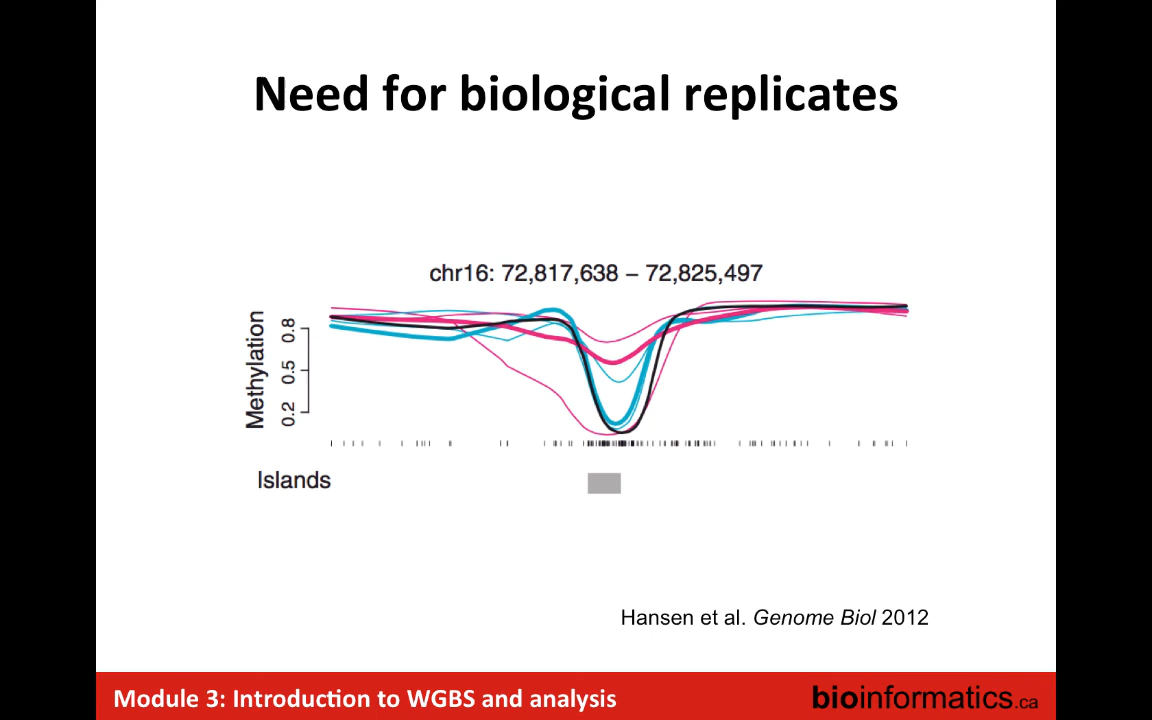 Need for biological replicates
chr16: 72,817,638 – 72,825,497
Methylation
0.8
0.5
0.2
Islands
Hansen et al. Genome Biol 2012
Module 3: Introduction to WGBS and analysis
bioinformatics.ca